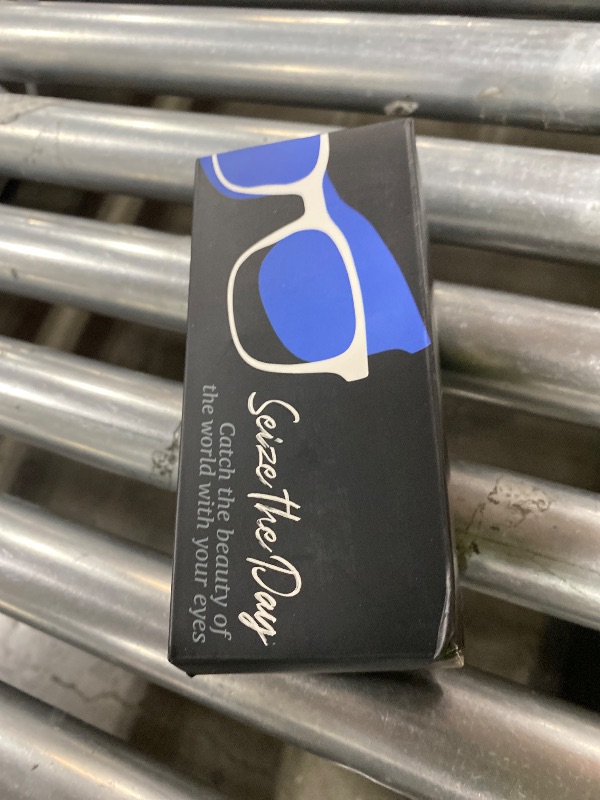 Seize the Day
Catch the beauty of
the world with your eyes